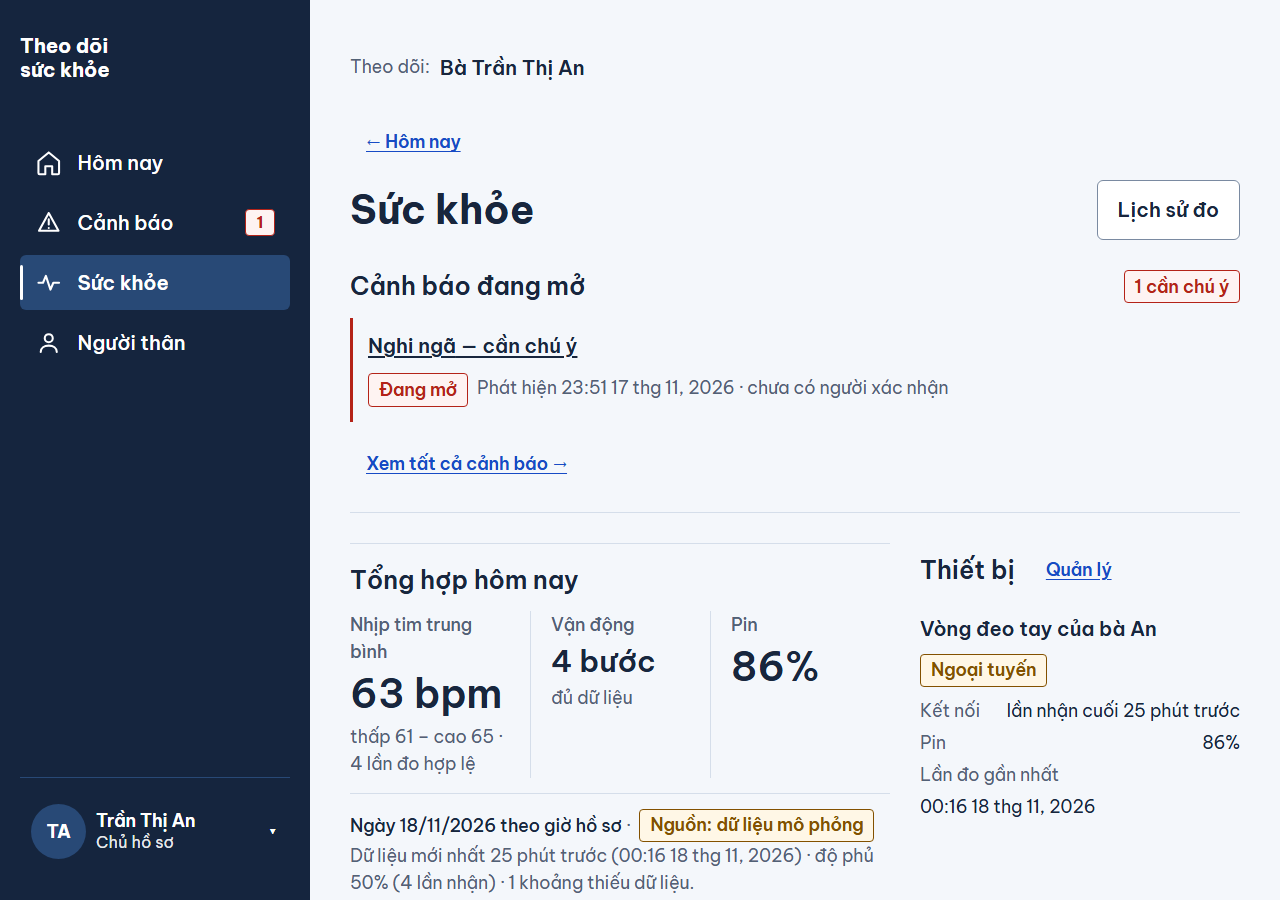 Theo dõi
sức khỏe
Hôm nay
Cảnh báo
1
Sức khỏe
Người thân
TA
Trần Thị An
Chủ hồ sơ
Theo dõi: Bà Trần Thị An
← Hôm nay
Sức khỏe
Lịch sử đo
Cảnh báo đang mở
1 cần chú ý
Nghi ngã — cần chú ý
Đang mở
Phát hiện 23:51 17 thg 11, 2026 · chưa có người xác nhận
Xem tất cả cảnh báo →
Tổng hợp hôm nay
Nhịp tim trung
bình
63 bpm
thấp 61 – cao 65 ·
4 lần đo hợp lệ
Vận động
4 bước
đủ dữ liệu
Pin
86%
Ngày 18/11/2026 theo giờ hồ sơ · Nguồn: dữ liệu mô phỏng
Dữ liệu mới nhất 25 phút trước (00:16 18 thg 11, 2026) · độ phủ
50% (4 lần nhận) · 1 khoảng thiếu dữ liệu.
Thiết bị
Quản lý
Vòng đeo tay của bà An
Ngoại tuyến
Kết nối lần nhận cuối 25 phút trước
Pin 86%
Lần đo gần nhất
00:16 18 thg 11, 2026